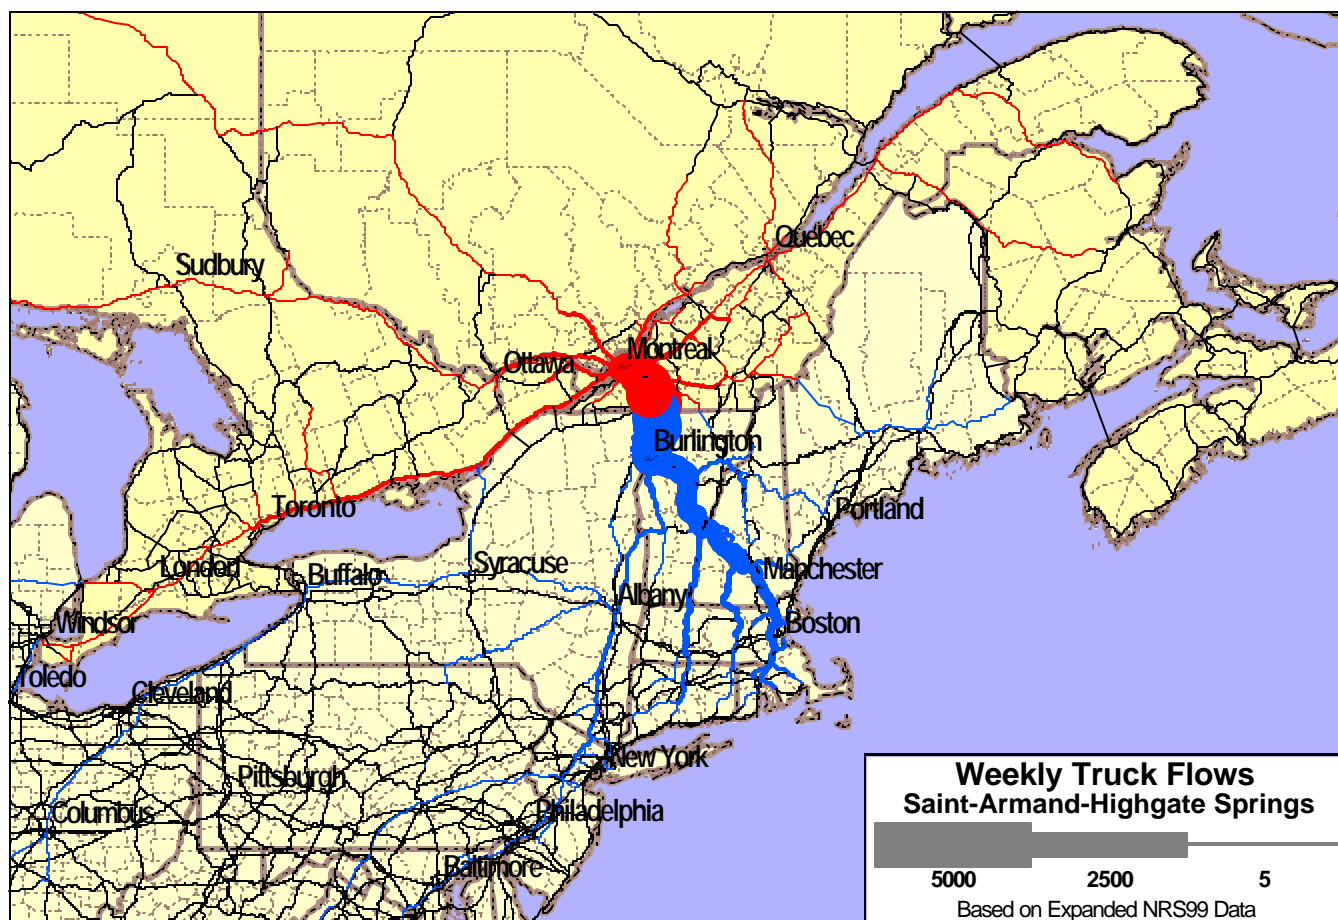 Quebec
Sudbury
Montreal
Ottawa
Burlington
Toronto
Portland
London
Buffalo
Syracuse
Manchester
Albany
Windsor
Boston
Toledo
Cleveland
New York
Pittsburgh
Columbus
Philadelphia
Baltimore
Weekly Truck Flows
Saint-Armand-Highgate Springs
5000 2500 5
Based on Expanded NRS99 Data